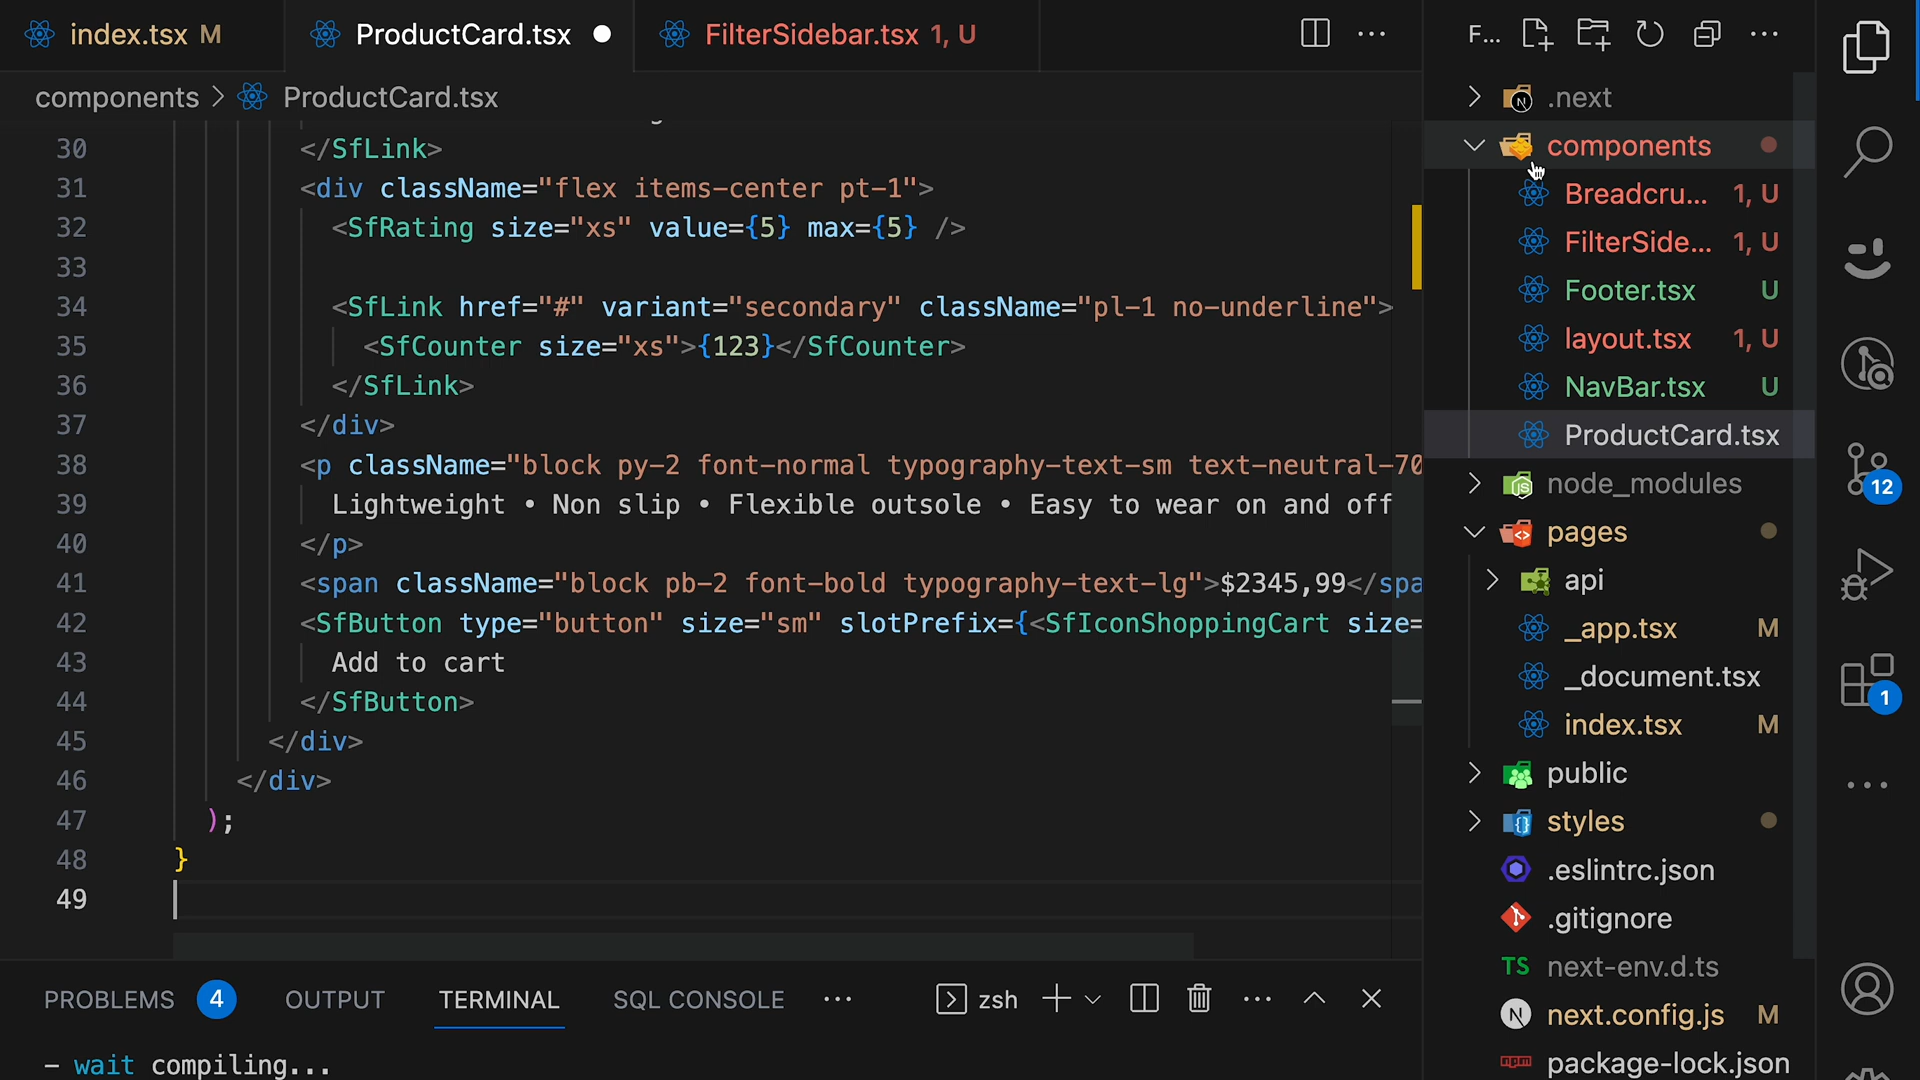 index.tsx M
ProductCard.tsx
FilterSidebar.tsx 1, U
F...
components > ProductCard.tsx
30 </SfLink>
31 <div className="flex items-center pt-1">
32 <SfRating size="xs" value={5} max={5} />
33
34 <SfLink href="#" variant="secondary" className="pl-1 no-underline">
35 <SfCounter size="xs">{123}</SfCounter>
36 </SfLink>
37 </div>
38 <p className="block py-2 font-normal typography-text-sm text-neutral-70
39 Lightweight • Non slip • Flexible outsole • Easy to wear on and off
40 </p>
41 <span className="block pb-2 font-bold typography-text-lg">$2345,99</spa
42 <SfButton type="button" size="sm" slotPrefix={<SfIconShoppingCart size=
43 Add to cart
44 </SfButton>
45 </div>
46 </div>
47 );
48 }
49
PROBLEMS 4 OUTPUT TERMINAL SQL CONSOLE ...
zsh
- wait compiling...
.next
components
Breadcru... 1, U
FilterSide... 1, U
Footer.tsx U
layout.tsx 1, U
NavBar.tsx U
ProductCard.tsx
node_modules
pages
api
_app.tsx M
_document.tsx
index.tsx M
public
styles
.eslintrc.json
.gitignore
TS next-env.d.ts
N next.config.js M
npm package-lock.json
12
1